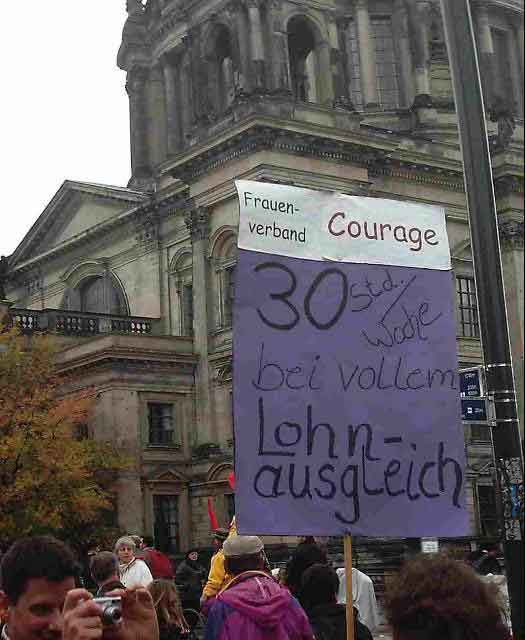 Frauen-
verband
Courage
30 Std./
Woche
bei vollem
Lohn-
ausgleich